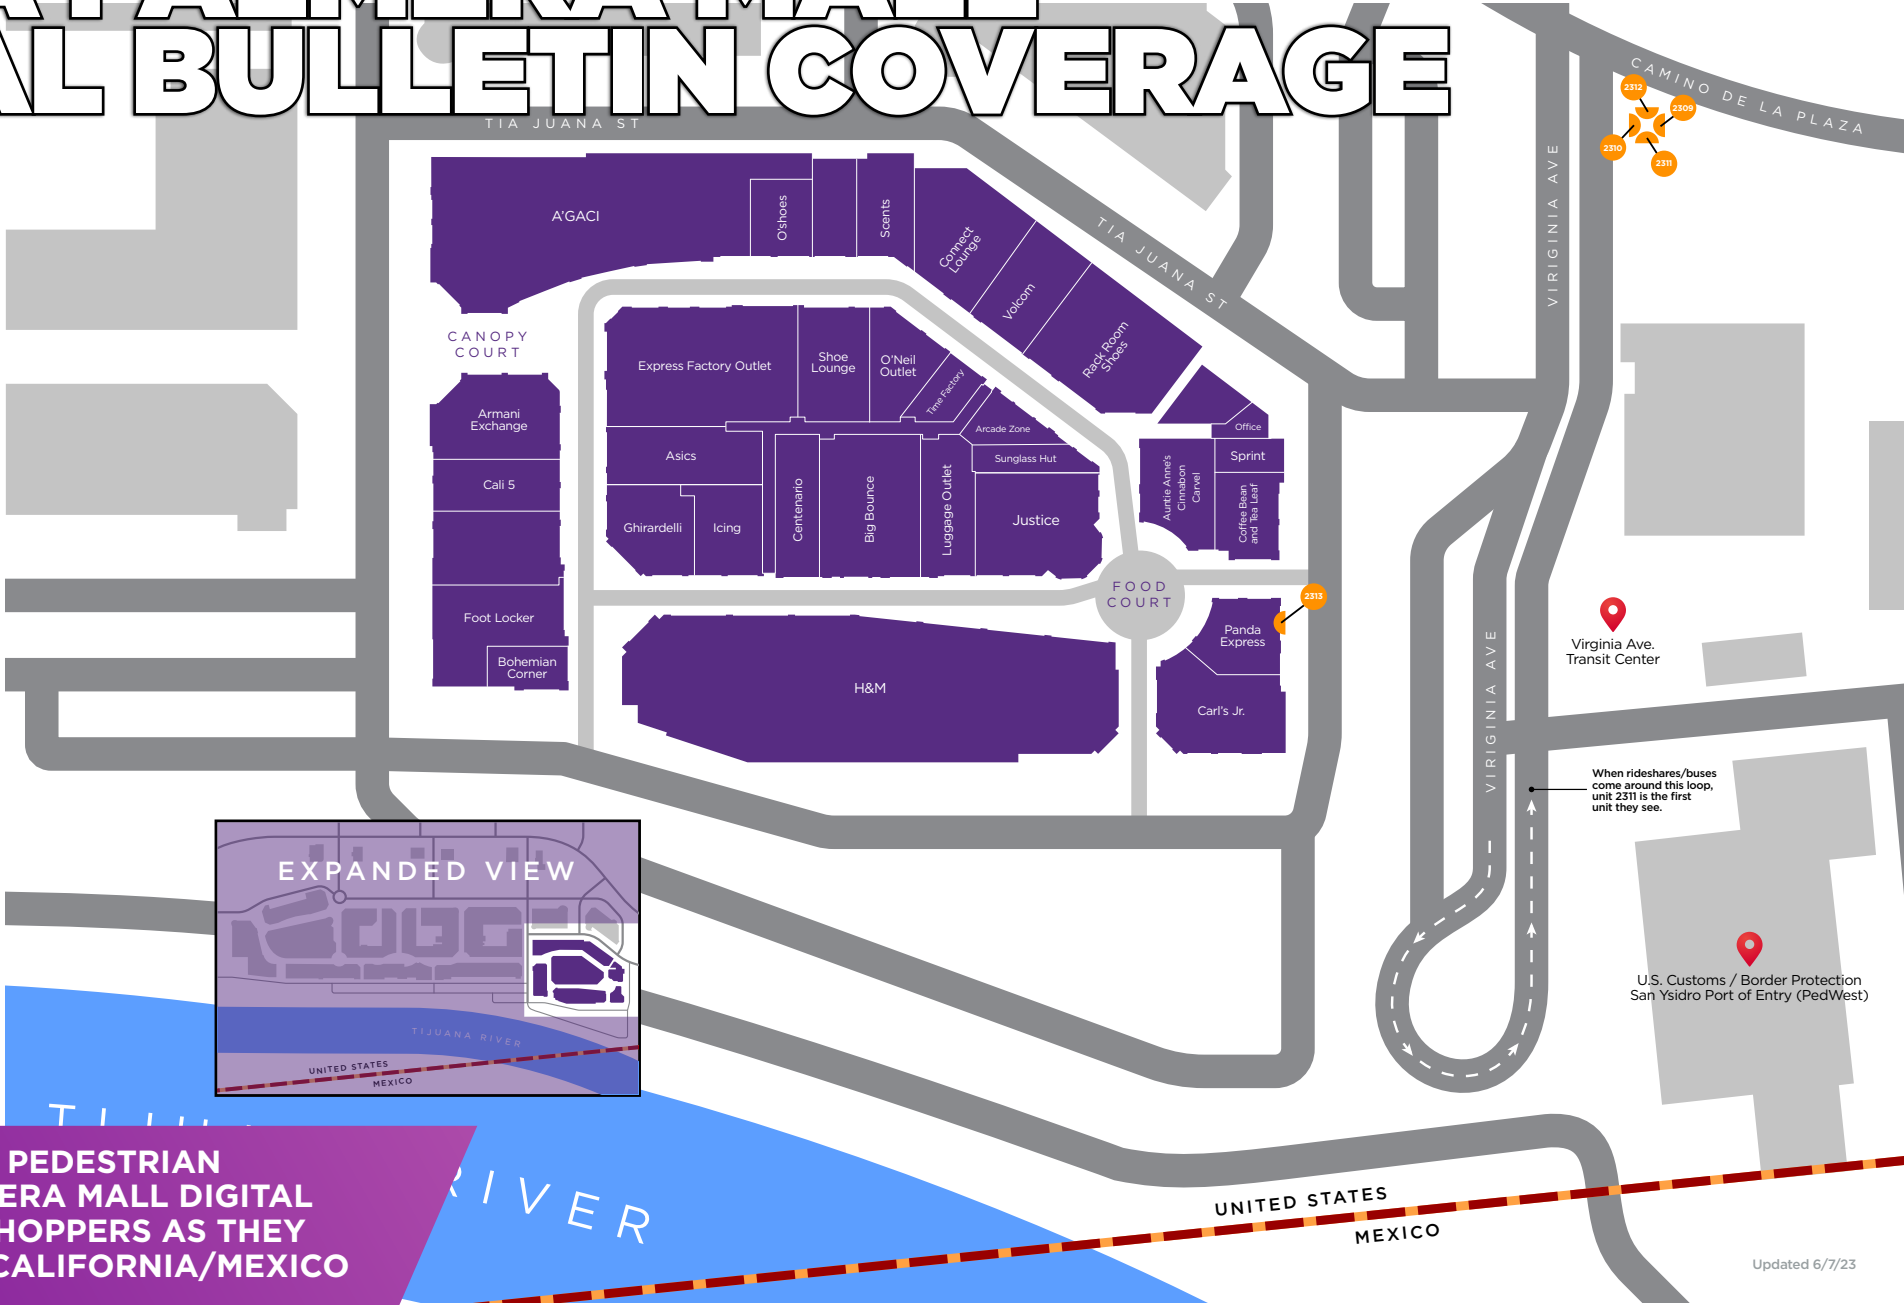 BULLETIN COVERAGE
CAMINO DE LA PLAZA
2312
2309
2310
2311
TIA JUANA ST
TIA JUANA ST
VIRIGINIA AVE
A'GACI
O'shoes
Scents
Connect
Lounge
Volcom
Rack Room
Shoes
CANOPY
COURT
Express Factory Outlet
Shoe
Lounge
O'Neil
Outlet
Time Factory
Arcade Zone
Sunglass Hut
Office
Sprint
Auntie Anne's
Cinnabon
Carvel
Coffee Bean
and Tea Leaf
Armani
Exchange
Cali 5
Foot Locker
Bohemian
Corner
Asics
Ghirardelli
Icing
Centenario
Big Bounce
Luggage Outlet
Justice
FOOD
COURT
2313
Panda
Express
Carl's Jr.
H&M
VIRIGINIA AVE
Virginia Ave.
Transit Center
When rideshares/buses
come around this loop,
unit 2311 is the first
unit they see.
U.S. Customs / Border Protection
San Ysidro Port of Entry (PedWest)
EXPANDED VIEW
TIJUANA RIVER
UNITED STATES
MEXICO
RIVER
PEDESTRIAN
ERA MALL DIGITAL
HOPPERS AS THEY
CALIFORNIA/MEXICO
UNITED STATES
MEXICO
Updated 6/7/23